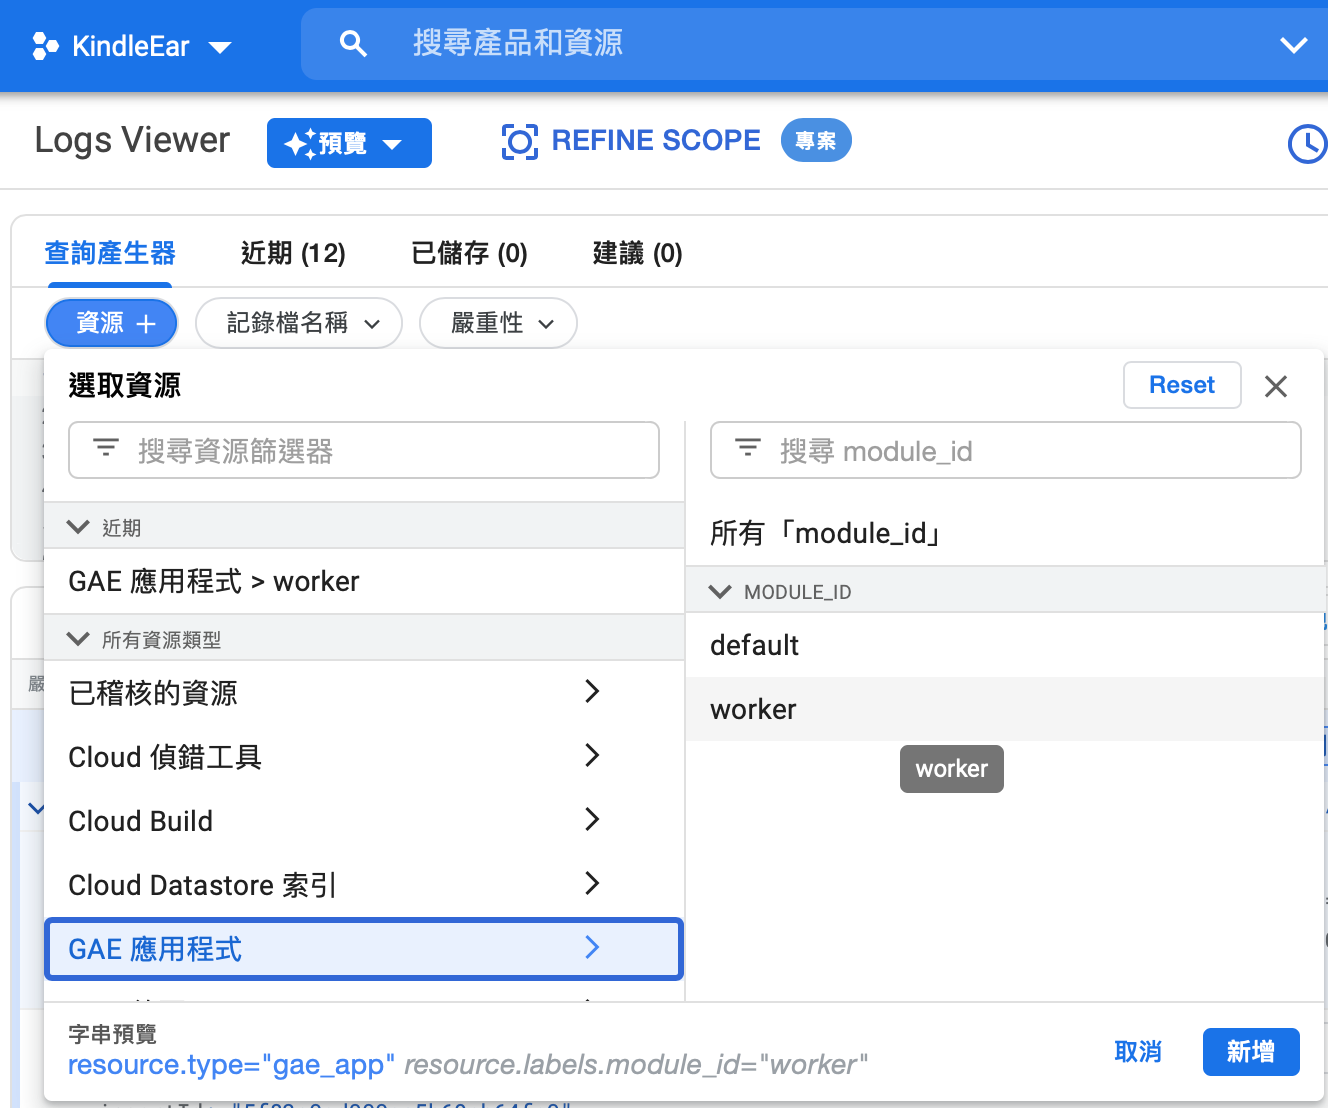 KindleEar
搜尋產品和資源
Logs Viewer
預覽
REFINE SCOPE
專案
查詢產生器
近期 (12)
已儲存 (0)
建議 (0)
資源
記錄檔名稱
嚴重性
選取資源
Reset
搜尋資源篩選器
搜尋 module_id
近期
GAE 應用程式 > worker
所有資源類型
已稽核的資源
Cloud 偵錯工具
Cloud Build
Cloud Datastore 索引
GAE 應用程式
所有「module_id」
MODULE_ID
default
worker
worker
嚴
字串預覽
resource.type="gae_app" resource.labels.module_id="worker"
取消
新增